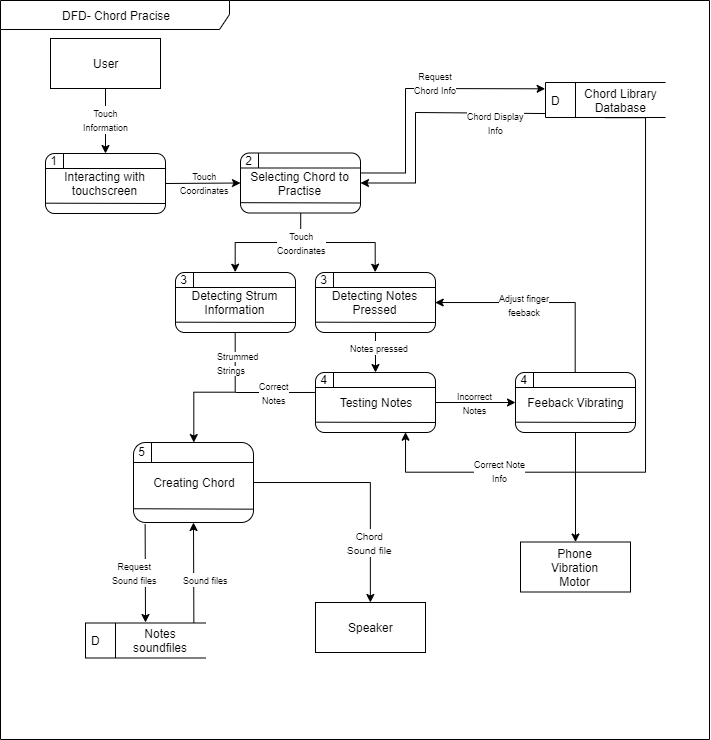 DFD- Chord Pracise
User
Touch
Information
Request
Chord Info
D
Chord Library
Database
Chord Display
Info
1
Interacting with
touchscreen
Touch
Coordinates
2
Selecting Chord to
Practise
Touch
Coordinates
3
Detecting Strum
Information
3
Detecting Notes
Pressed
Adjust finger
feeback
Strummed
Strings
Notes pressed
Correct
Notes
4
Testing Notes
Incorrect
Notes
4
Feeback Vibrating
5
Creating Chord
Correct Note
Info
Chord
Sound file
Phone
Vibration
Motor
Request
Sound files
Sound files
D
Notes
soundfiles
Speaker